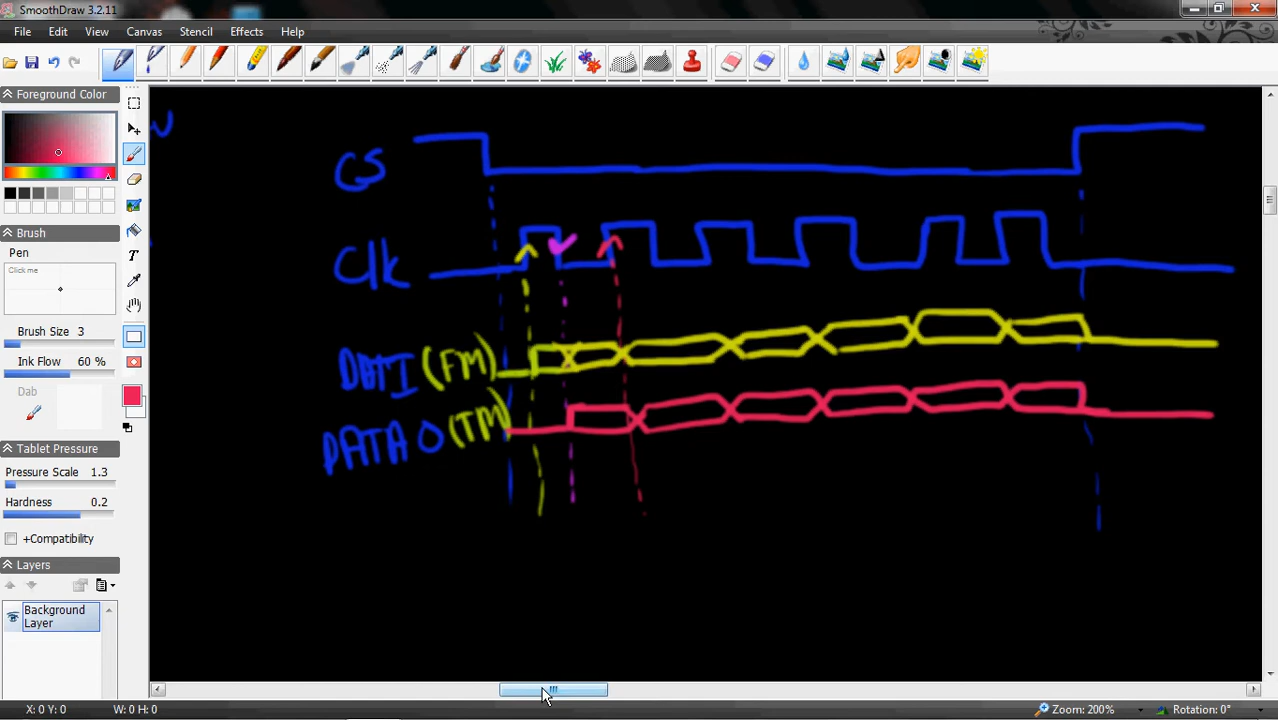 SmoothDraw 3.2.11
File Edit View Canvas Stencil Effects Help
Foreground Color
Brush
Pen
Click me
Brush Size 3
Ink Flow 60 %
Dab
Tablet Pressure
Pressure Scale 1.3
Hardness 0.2
+Compatibility
Layers
Background
Layer
CS
Clk
DATI (FM)
DATA O (TM)
X: 0 Y: 0 W: 0 H: 0 Zoom: 200% Rotation: 0°